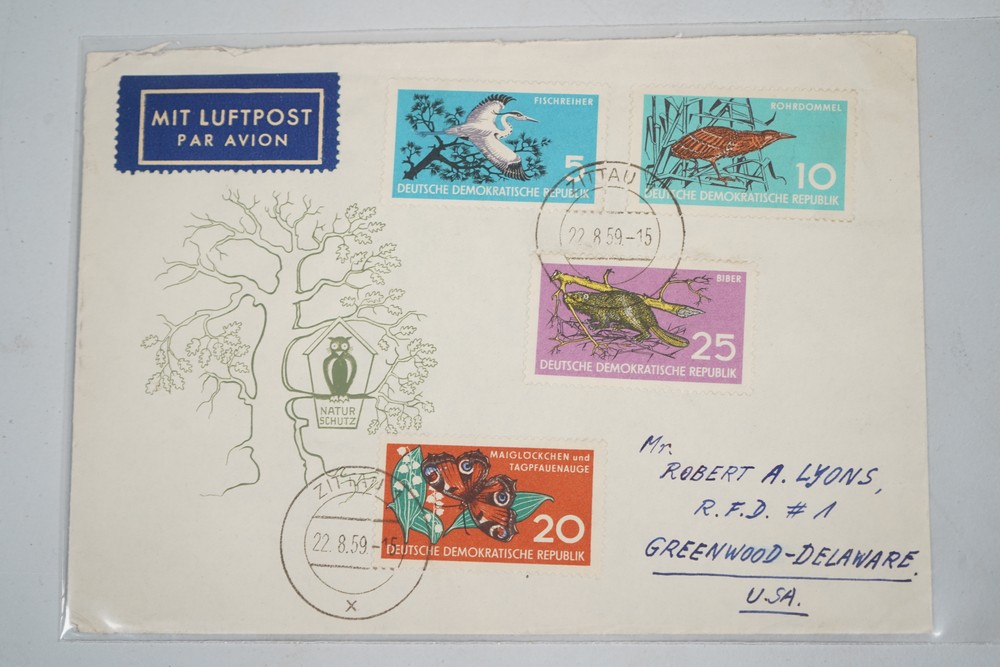 MIT LUFTPOST
PAR AVION
FISCHREIHER
5
DEUTSCHE DEMOKRATISCHE REPUBLIK
ROHRDOMMEL
10
DEUTSCHE DEMOKRATISCHE REPUBLIK
ZITTAU
22.8.59.-15
BIBER
25
DEUTSCHE DEMOKRATISCHE REPUBLIK
NATUR
SCHUTZ
MAIGLÖCKCHEN und
TAGPFAUENAUGE
20
DEUTSCHE DEMOKRATISCHE REPUBLIK
ZITTAU
22.8.59.-15
x
Mr.
ROBERT A. LYONS,
R.F.D. # 1
GREENWOOD-DELAWARE.
U.S.A.